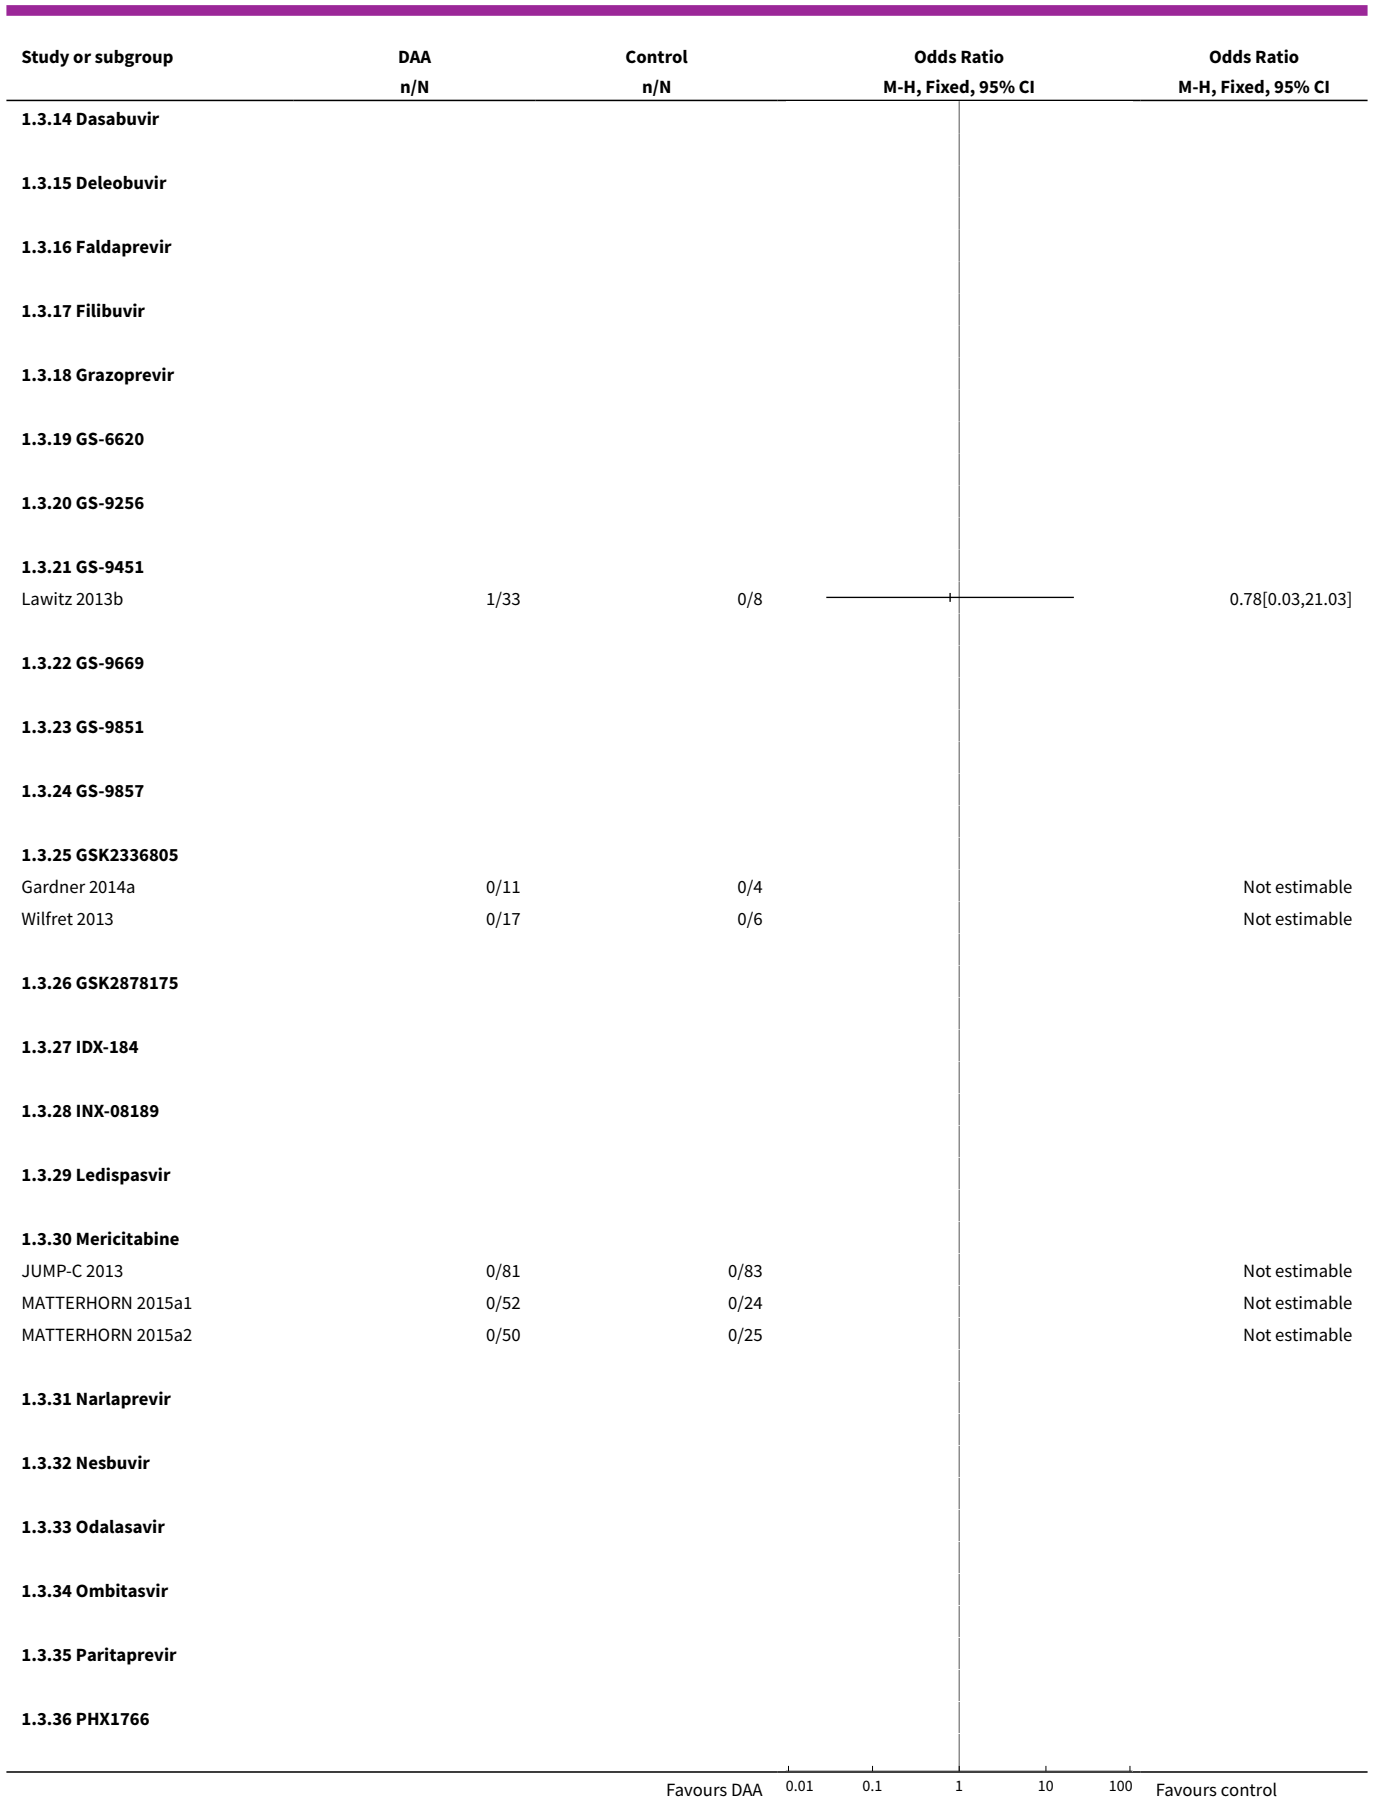 Study or subgroup DAA Control Odds Ratio Odds Ratio
n/N n/N M-H, Fixed, 95% CI M-H, Fixed, 95% CI
1.3.14 Dasabuvir
1.3.15 Deleobuvir
1.3.16 Faldaprevir
1.3.17 Filibuvir
1.3.18 Grazoprevir
1.3.19 GS-6620
1.3.20 GS-9256
1.3.21 GS-9451
Lawitz 2013b 1/33 0/8 0.78[0.03,21.03]
1.3.22 GS-9669
1.3.23 GS-9851
1.3.24 GS-9857
1.3.25 GSK2336805
Gardner 2014a 0/11 0/4 Not estimable
Wilfret 2013 0/17 0/6 Not estimable
1.3.26 GSK2878175
1.3.27 IDX-184
1.3.28 INX-08189
1.3.29 Ledispasvir
1.3.30 Mericitabine
JUMP-C 2013 0/81 0/83 Not estimable
MATTERHORN 2015a1 0/52 0/24 Not estimable
MATTERHORN 2015a2 0/50 0/25 Not estimable
1.3.31 Narlaprevir
1.3.32 Nesbuvir
1.3.33 Odalasavir
1.3.34 Ombitasvir
1.3.35 Paritaprevir
1.3.36 PHX1766
Favours DAA 0.01 0.1 1 10 100 Favours control